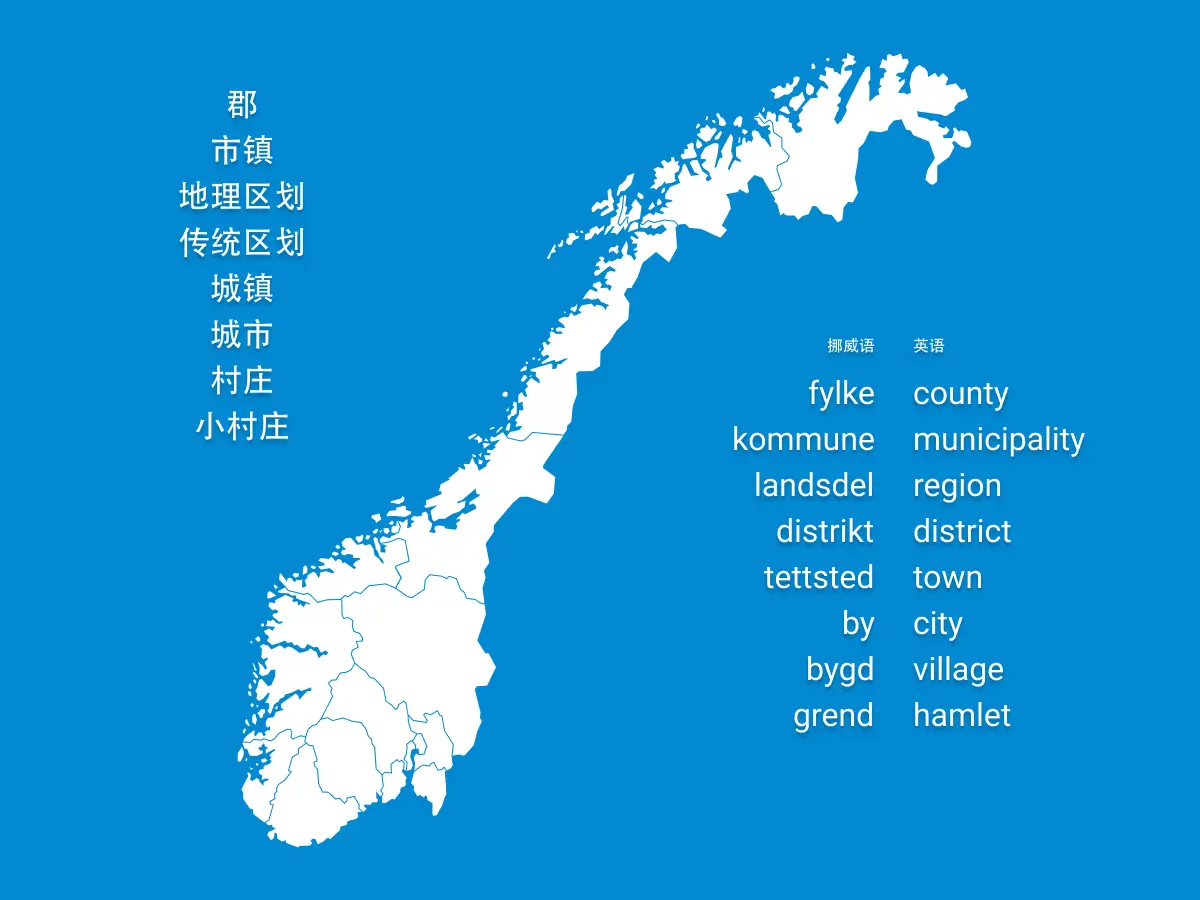 郡
市镇
地理区划
传统区划
城镇
城市
村庄
小村庄
挪威语 英语
fylke county
kommune municipality
landsdel region
distrikt district
tettsted town
by city
bygd village
grend hamlet